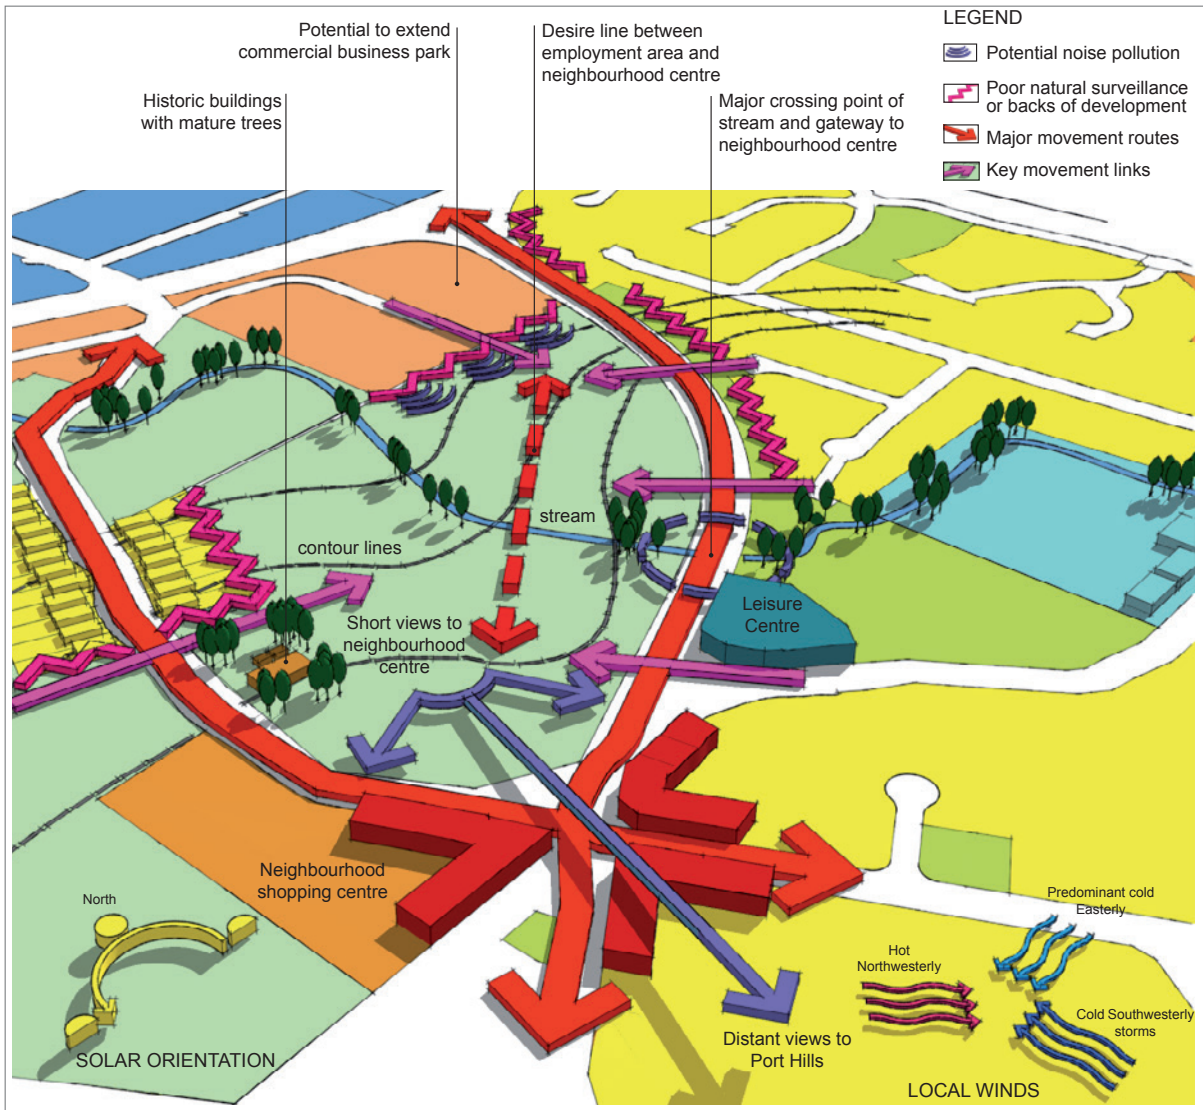 Potential to extend
commercial business park
Desire line between
employment area and
neighbourhood centre
Historic buildings
with mature trees
Major crossing point of
stream and gateway to
neighbourhood centre
LEGEND
Potential noise pollution
Poor natural surveillance
or backs of development
Major movement routes
Key movement links
stream
contour lines
Short views to
neighbourhood
centre
Leisure
Centre
Neighbourhood
shopping centre
North
SOLAR ORIENTATION
Distant views to
Port Hills
Predominant cold
Easterly
Hot
Northwesterly
Cold Southwesterly
storms
LOCAL WINDS